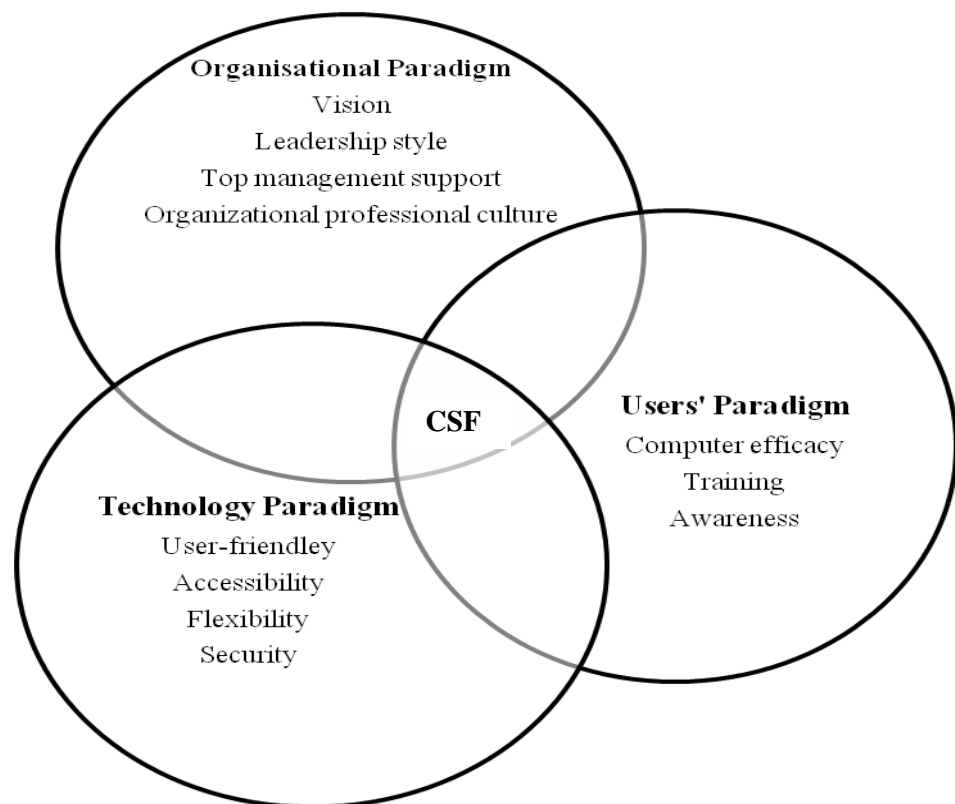 Organisational Paradigm
Vision
Leadership style
Top management support
Organizational professional culture
CSF
Users' Paradigm
Computer efficacy
Training
Awareness
Technology Paradigm
User-friendley
Accessibility
Flexibility
Security